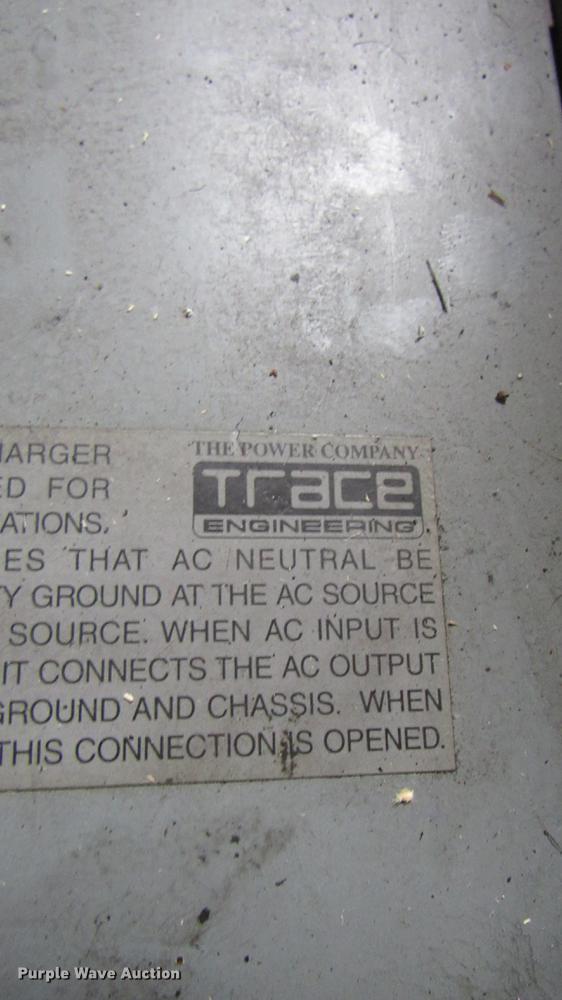 HARGER
ED FOR
ATIONS.
THE POWER COMPANY
Trace
ENGINEERING
ES THAT AC NEUTRAL BE
Y GROUND AT THE AC SOURCE
SOURCE. WHEN AC INPUT IS
IT CONNECTS THE AC OUTPUT
GROUND AND CHASSIS. WHEN
THIS CONNECTION IS OPENED.
Purple Wave Auction